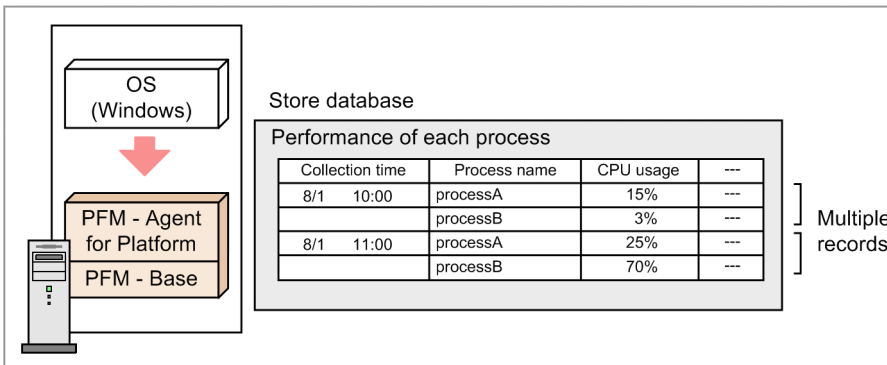 OS
(Windows)
PFM - Agent
for Platform
PFM - Base
Store database
Performance of each process
Collection time Process name CPU usage ---
8/1 10:00 processA 15% ---
processB 3% ---
8/1 11:00 processA 25% ---
processB 70% ---
Multiple
records